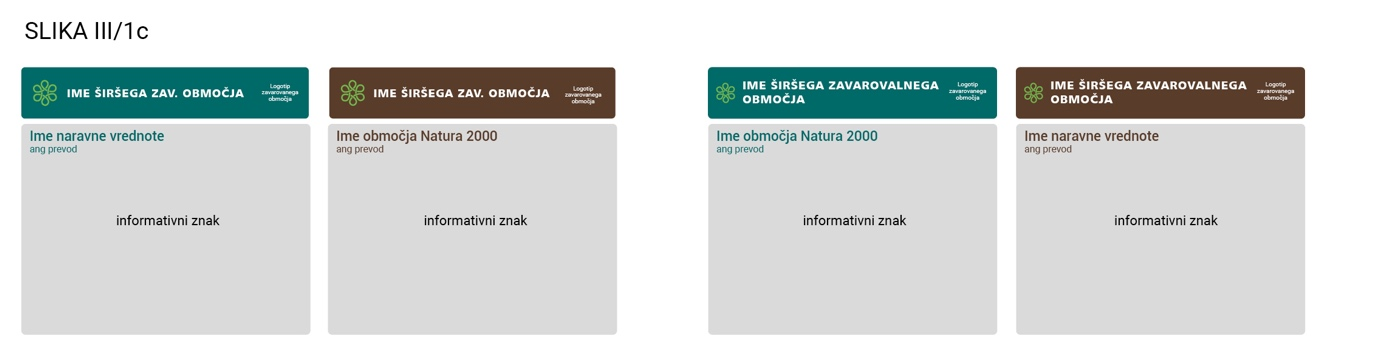 SLIKA III/1c
IME ŠIRŠEGA ZAV. OBMOČJA
Logotip
zavarovanega
območja
Ime naravne vrednote
ang prevod
informativni znak
IME ŠIRŠEGA ZAV. OBMOČJA
Logotip
zavarovanega
območja
Ime območja Natura 2000
ang prevod
informativni znak
IME ŠIRŠEGA ZAVAROVALNEGA
OBMOČJA
Logotip
zavarovanega
območja
Ime območja Natura 2000
ang prevod
informativni znak
IME ŠIRŠEGA ZAVAROVALNEGA
OBMOČJA
Logotip
zavarovanega
območja
Ime naravne vrednote
ang prevod
informativni znak